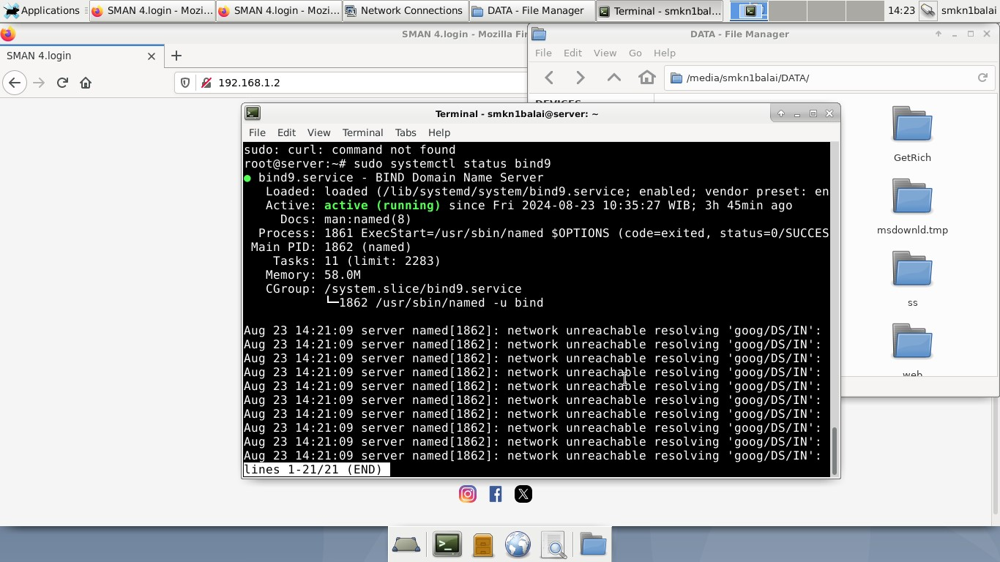 Applications
SMAN 4.login - Mozi...
SMAN 4.login - Mozi...
Network Connections
DATA - File Manager
Terminal - smkn1bal...
14:23
smkn1balai
SMAN 4.login - Mozilla Fir
DATA - File Manager
SMAN 4.login
File Edit View Go Help
192.168.1.2
/media/smkn1balai/DATA/
DEVICES
GetRich
msdownld.tmp
ss
web
Terminal - smkn1balai@server: ~
File Edit View Terminal Tabs Help
sudo: curl: command not found
root@server:~# sudo systemctl status bind9
● bind9.service - BIND Domain Name Server
Loaded: loaded (/lib/systemd/system/bind9.service; enabled; vendor preset: en
Active: active (running) since Fri 2024-08-23 10:35:27 WIB; 3h 45min ago
Docs: man:named(8)
Process: 1861 ExecStart=/usr/sbin/named $OPTIONS (code=exited, status=0/SUCCES
Main PID: 1862 (named)
Tasks: 11 (limit: 2283)
Memory: 58.0M
CGroup: /system.slice/bind9.service
└─1862 /usr/sbin/named -u bind
Aug 23 14:21:09 server named[1862]: network unreachable resolving 'goog/DS/IN':
Aug 23 14:21:09 server named[1862]: network unreachable resolving 'goog/DS/IN':
Aug 23 14:21:09 server named[1862]: network unreachable resolving 'goog/DS/IN':
Aug 23 14:21:09 server named[1862]: network unreachable resolving 'goog/DS/IN':
Aug 23 14:21:09 server named[1862]: network unreachable resolving 'goog/DS/IN':
Aug 23 14:21:09 server named[1862]: network unreachable resolving 'goog/DS/IN':
Aug 23 14:21:09 server named[1862]: network unreachable resolving 'goog/DS/IN':
Aug 23 14:21:09 server named[1862]: network unreachable resolving 'goog/DS/IN':
Aug 23 14:21:09 server named[1862]: network unreachable resolving 'goog/DS/IN':
Aug 23 14:21:09 server named[1862]: network unreachable resolving 'goog/DS/IN':
lines 1-21/21 (END)